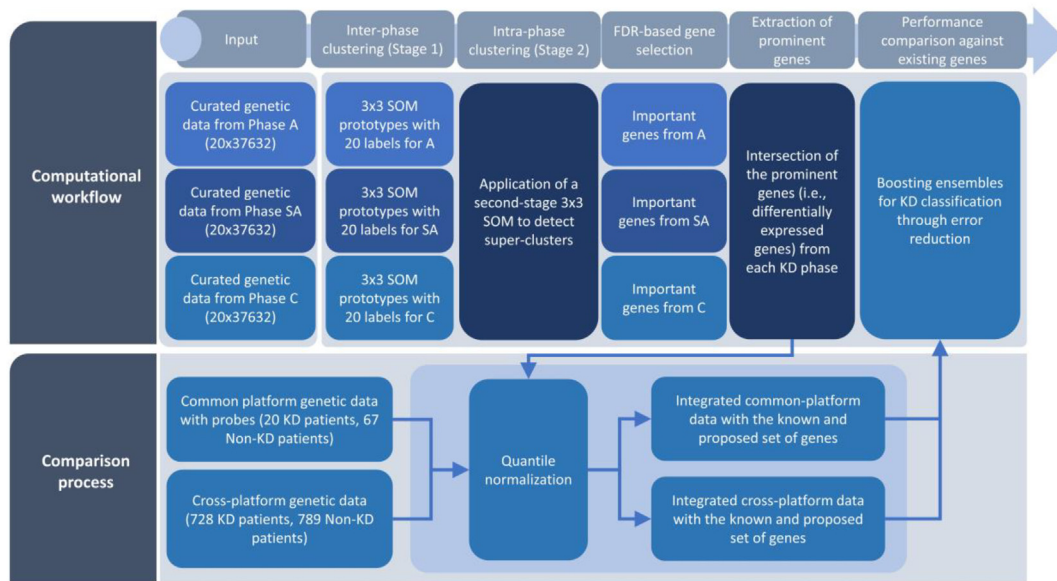 Input
Inter-phase
clustering (Stage 1)
Intra-phase
clustering (Stage 2)
FDR-based gene
selection
Extraction of
prominent
genes
Performance
comparison against
existing genes
Computational
workflow
Curated genetic
data from Phase A
(20x37632)
3x3 SOM
prototypes with
20 labels for A
Important
genes from A
Curated genetic
data from Phase SA
(20x37632)
3x3 SOM
prototypes with
20 labels for SA
Important
genes from SA
Curated genetic
data from Phase C
(20x37632)
3x3 SOM
prototypes with
20 labels for C
Important
genes from C
Application of a
second-stage 3x3
SOM to detect
super-clusters
Intersection of
the prominent
genes (i.e.,
differentially
expressed
genes) from
each KD phase
Boosting ensembles
for KD classification
through error
reduction
Comparison
process
Common platform
genetic data
with probes (20 KD patients, 67
Non-KD patients)
Cross-platform genetic data
(728 KD patients, 789 Non-KD
patients)
Quantile
normalization
Integrated common-platform
data with the known and
proposed set of genes
Integrated cross-platform data
with the known and proposed
set of genes